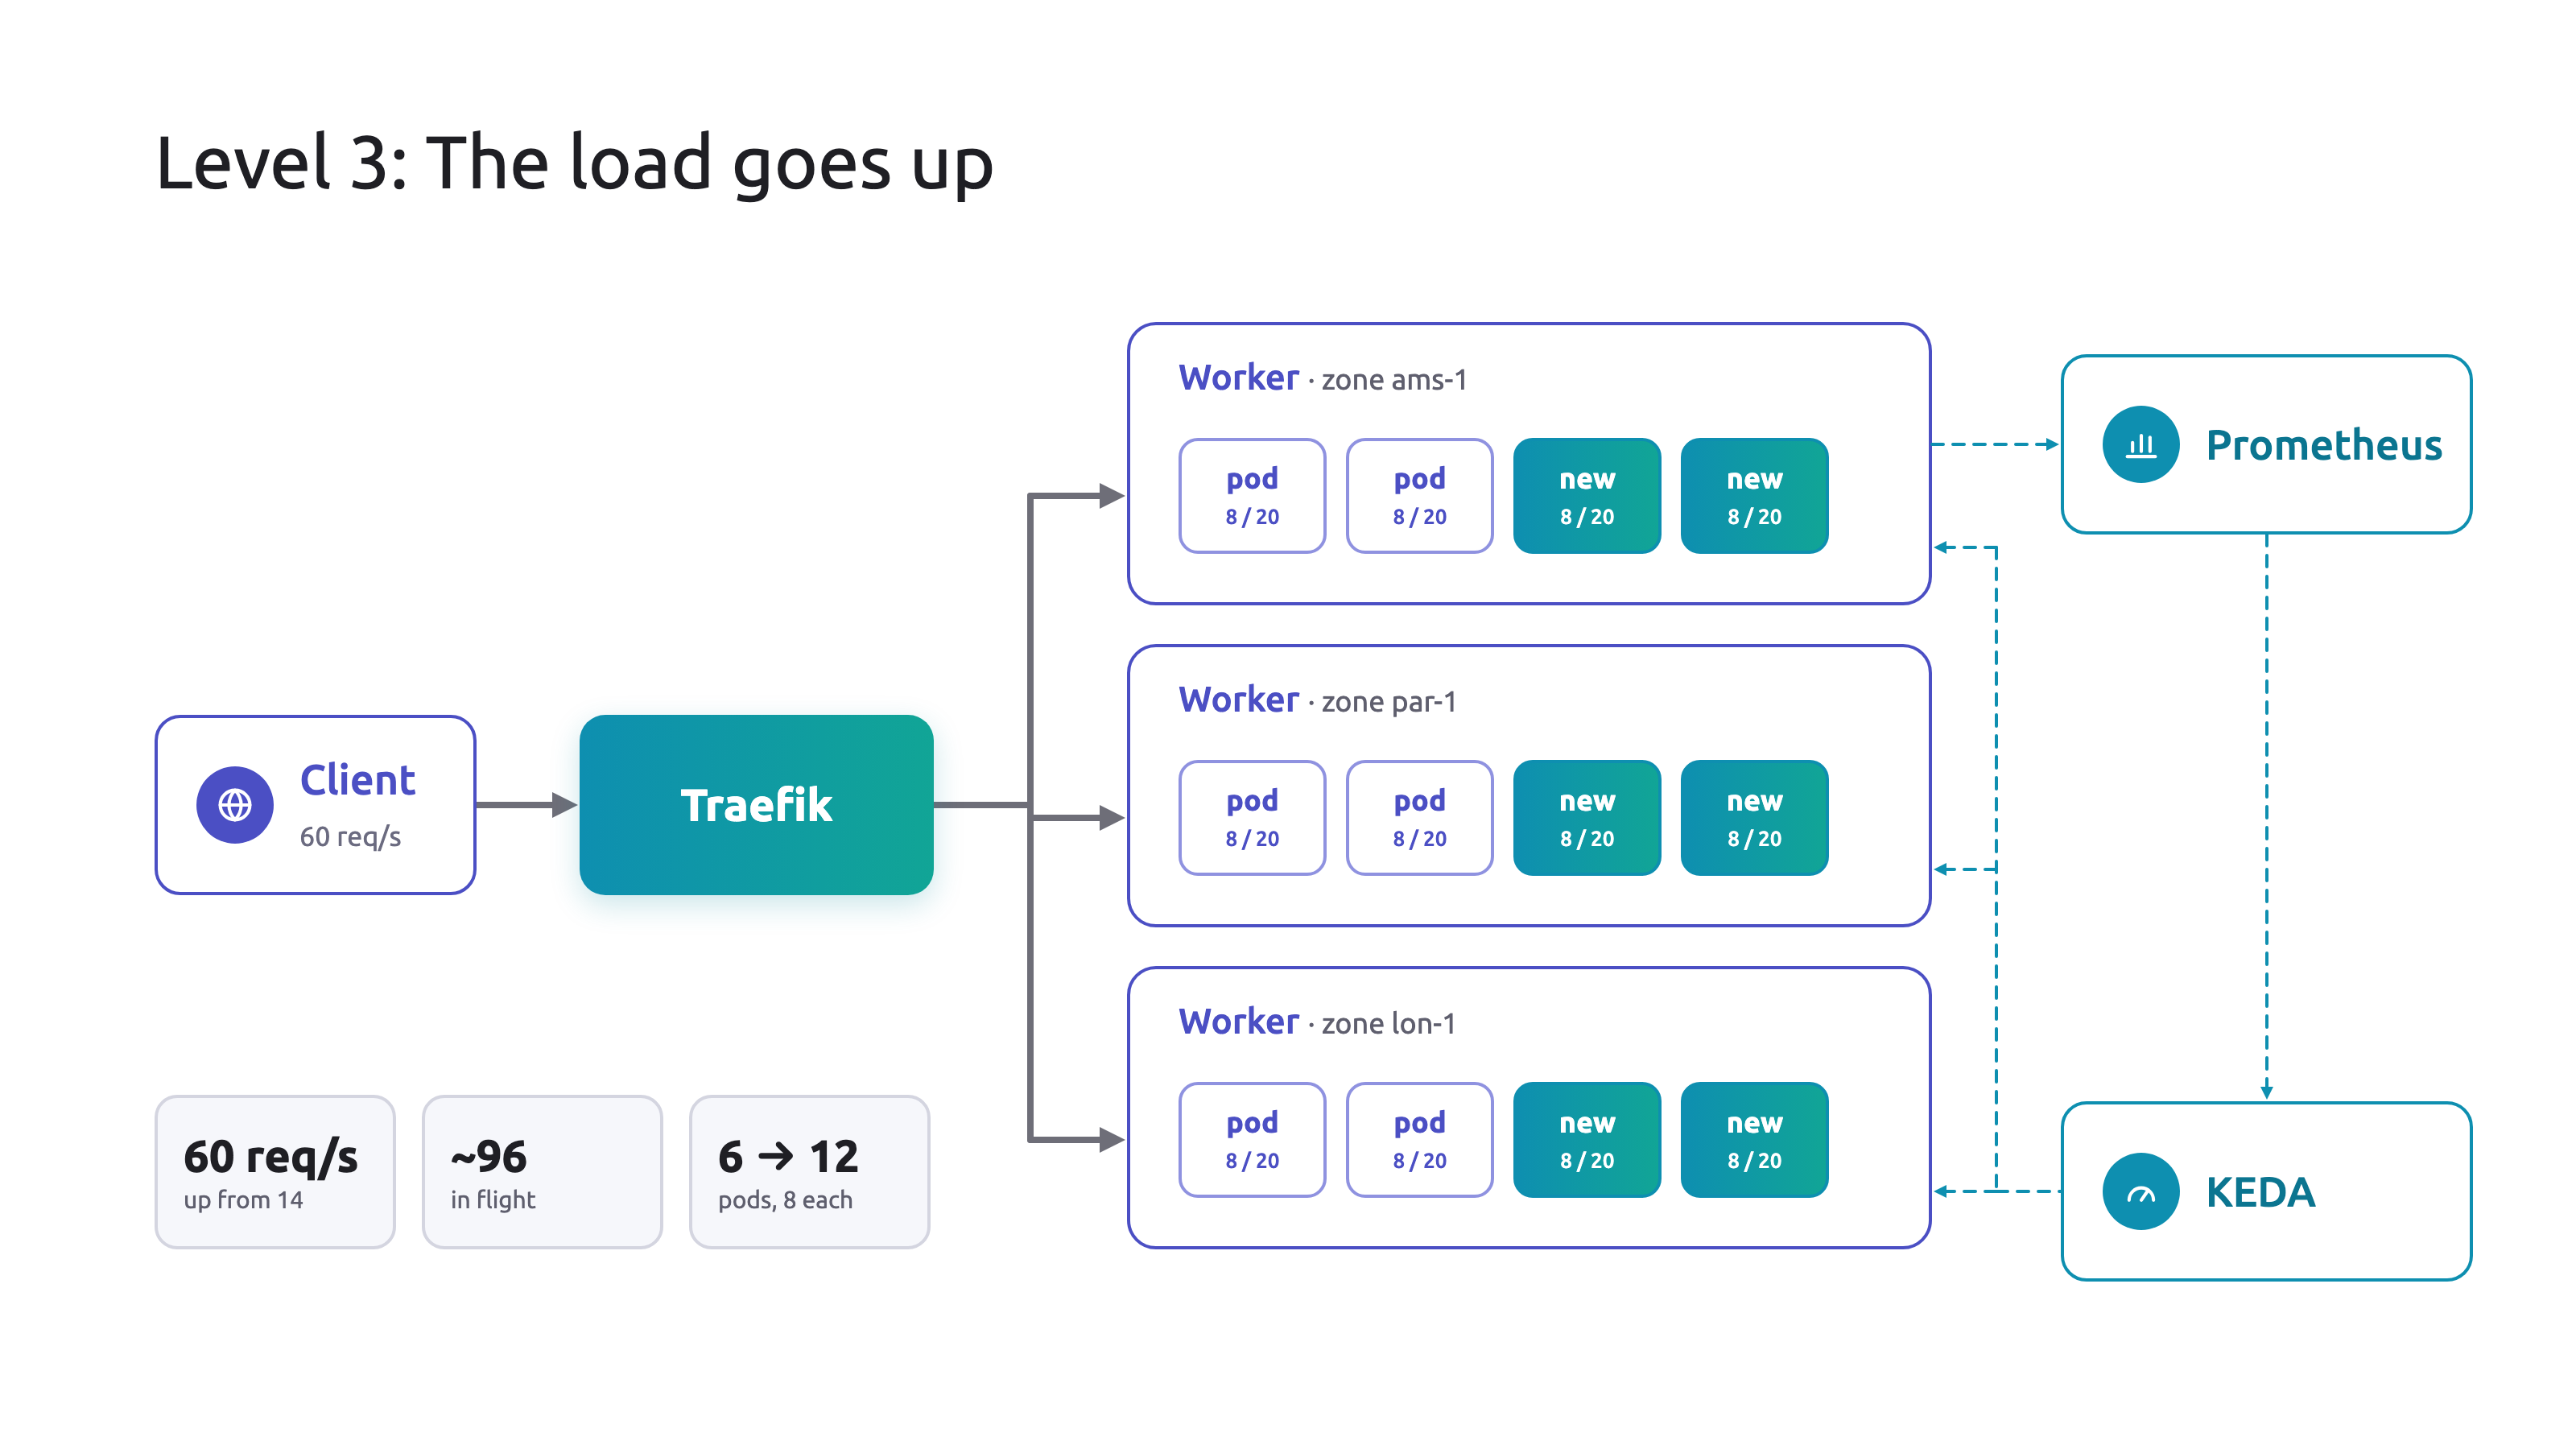 Level 3: The load goes up
Client
60 req/s
Traefik
60 req/s
up from 14
~96
in flight
6 → 12
pods, 8 each
Worker · zone ams-1
pod
8 / 20
pod
8 / 20
new
8 / 20
new
8 / 20
Worker · zone par-1
pod
8 / 20
pod
8 / 20
new
8 / 20
new
8 / 20
Worker · zone lon-1
pod
8 / 20
pod
8 / 20
new
8 / 20
new
8 / 20
Prometheus
KEDA